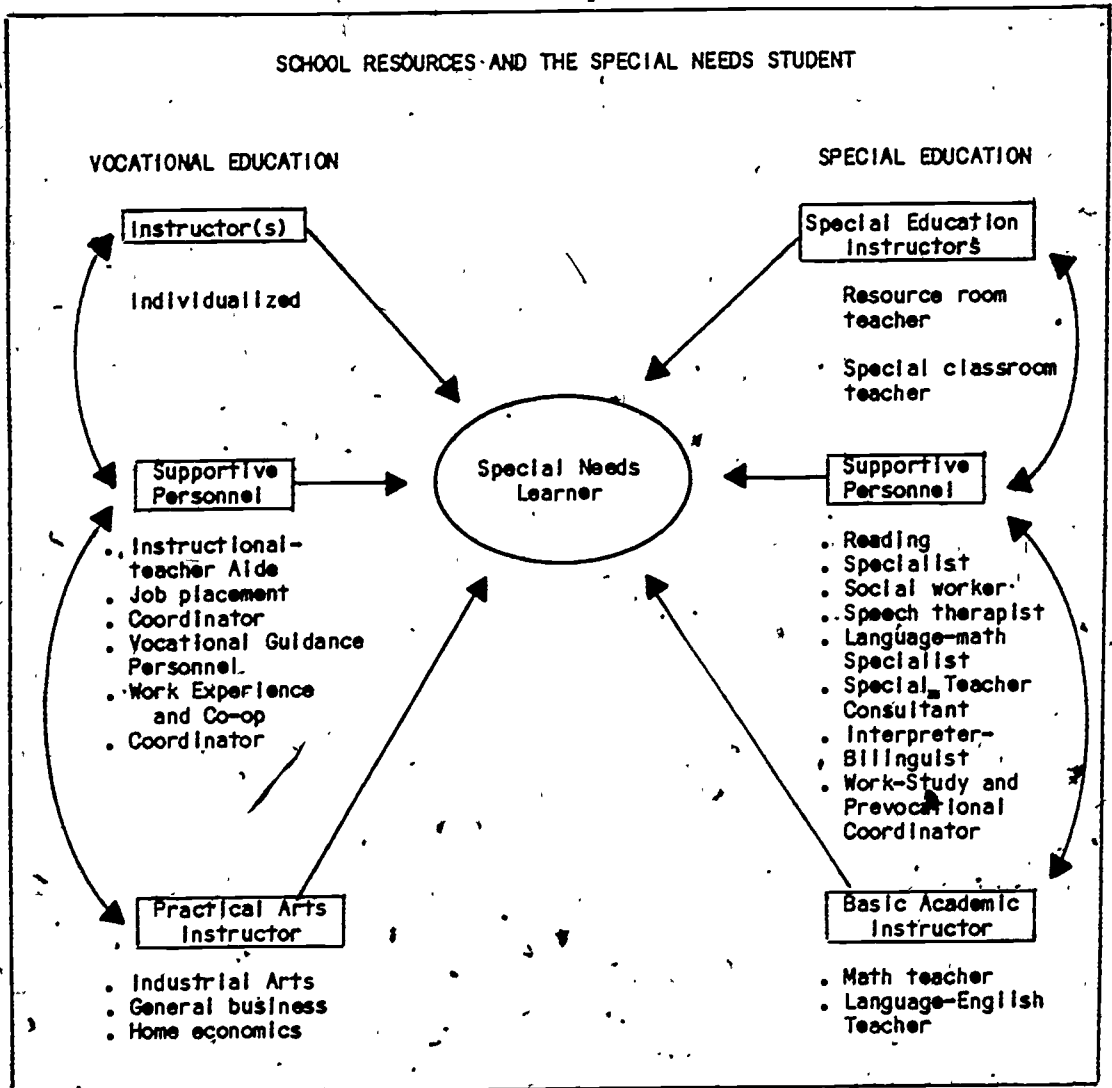 SCHOOL RESOURCES AND THE SPECIAL NEEDS STUDENT
VOCATIONAL EDUCATION
Instructor(s)
Individualized
Supportive
Personnel
. Instructional-
teacher Aide
. Job placement
. Coordinator
. Vocational Guidance
Personnel
. Work Experience
and Co-op
. Coordinator
Practical Arts
Instructor
. Industrial Arts
. General business
. Home economics
Special Needs
Learner
SPECIAL EDUCATION
Special Education
Instructors
Resource room
teacher
Special classroom
teacher
Supportive
Personnel
. Reading
. Specialist
. Social worker
. Speech therapist
. Language-math
Specialist
. Special Teacher
Consultant
. Interpreter-
Bilinguist
. Work-Study and
Prevocational
Coordinator
Basic Academic
Instructor
. Math teacher
. Language-English
Teacher